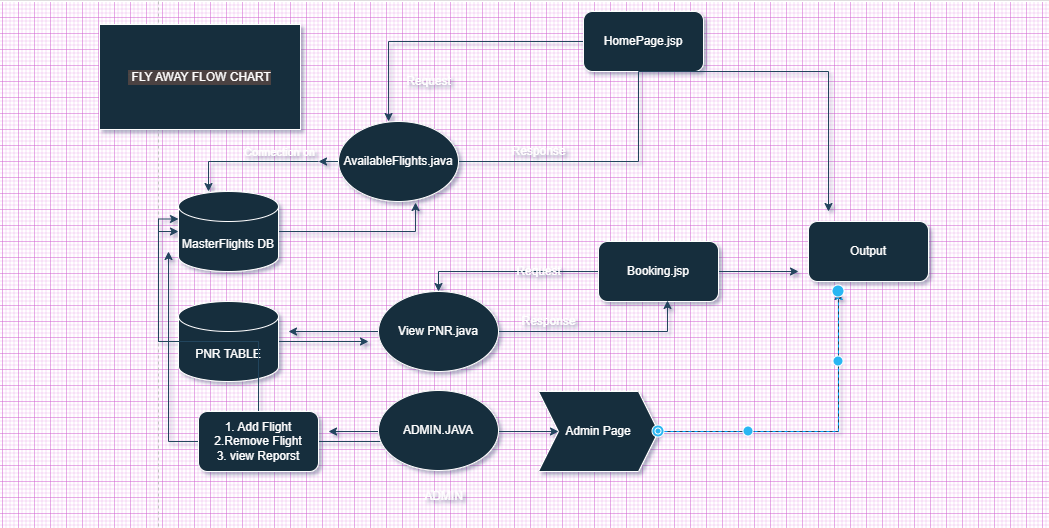 HomePage.jsp
FLY AWAY FLOW CHART
Request
Connection
Response
AvailableFlights.java
MasterFlights DB
Output
Request
Booking.jsp
Response
View PNR.java
PNR TABLE
1. Add Flight
2.Remove Flight
3. view Reporst
ADMIN.JAVA
Admin Page
ADMIN